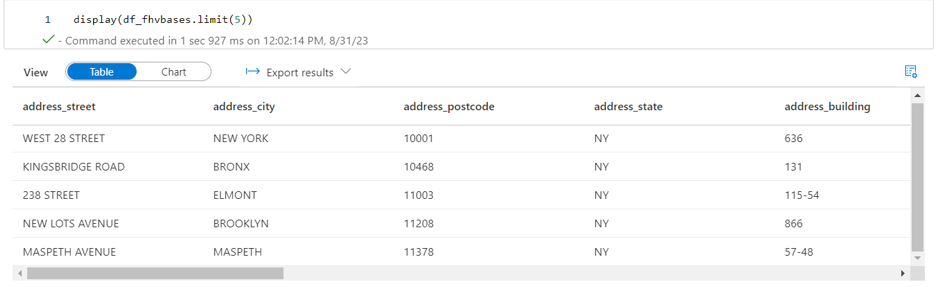 1 display(df_fhvbases.limit(5))
✓ - Command executed in 1 sec 927 ms on 12:02:14 PM, 8/31/23
View Table Chart Export results
address_street address_city address_postcode address_state address_building
WEST 28 STREET NEW YORK 10001 NY 636
KINGSBRIDGE ROAD BRONX 10468 NY 131
238 STREET ELMONT 11003 NY 115-54
NEW LOTS AVENUE BROOKLYN 11208 NY 866
MASPETH AVENUE MASPETH 11378 NY 57-48